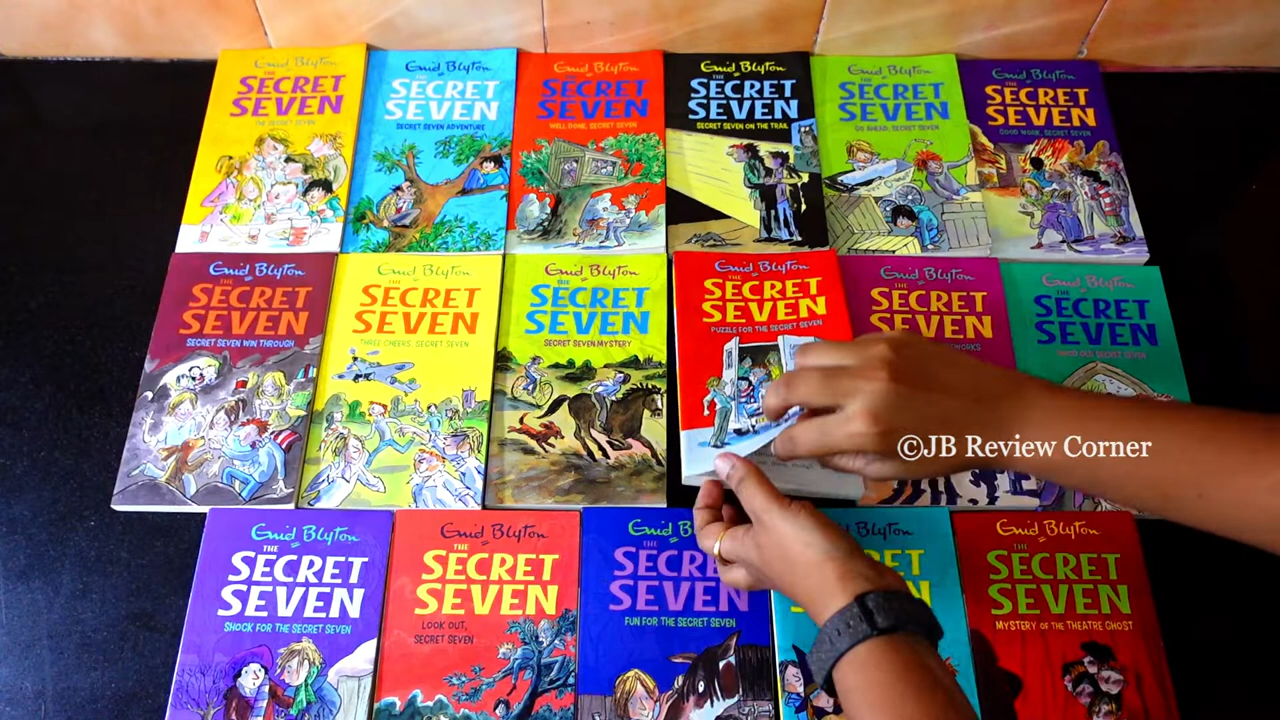 Enid Blyton
THE
SECRET
SEVEN
THE SECRET SEVEN
Enid Blyton
THE
SECRET
SEVEN
SECRET SEVEN ADVENTURE
Enid Blyton
THE
SECRET
SEVEN
WELL DONE, SECRET SEVEN
Enid Blyton
THE
SECRET
SEVEN
SECRET SEVEN ON THE TRAIL
Enid Blyton
THE
SECRET
SEVEN
GO AHEAD, SECRET SEVEN
Enid Blyton
THE
SECRET
SEVEN
GOOD WORK, SECRET SEVEN
Enid Blyton
THE
SECRET
SEVEN
SECRET SEVEN WIN THROUGH
Enid Blyton
THE
SECRET
SEVEN
THREE CHEERS, SECRET SEVEN
Enid Blyton
THE
SECRET
SEVEN
SECRET SEVEN MYSTERY
Enid Blyton
THE
SECRET
SEVEN
PUZZLE FOR THE SECRET SEVEN
Enid Blyton
THE
SECRET
SEVEN
Enid Blyton
THE
SECRET
SEVEN
SECRET SEVEN
©JB Review Corner
Enid Blyton
THE
SECRET
SEVEN
SHOCK FOR THE SECRET SEVEN
Enid Blyton
THE
SECRET
SEVEN
LOOK OUT,
SECRET SEVEN
Enid B
THE
SECRE
SEVEN
FUN FOR THE SECRET SEVEN
Blyton
Enid Blyton
THE
SECRET
SEVEN
MYSTERY OF THE THEATRE GHOST